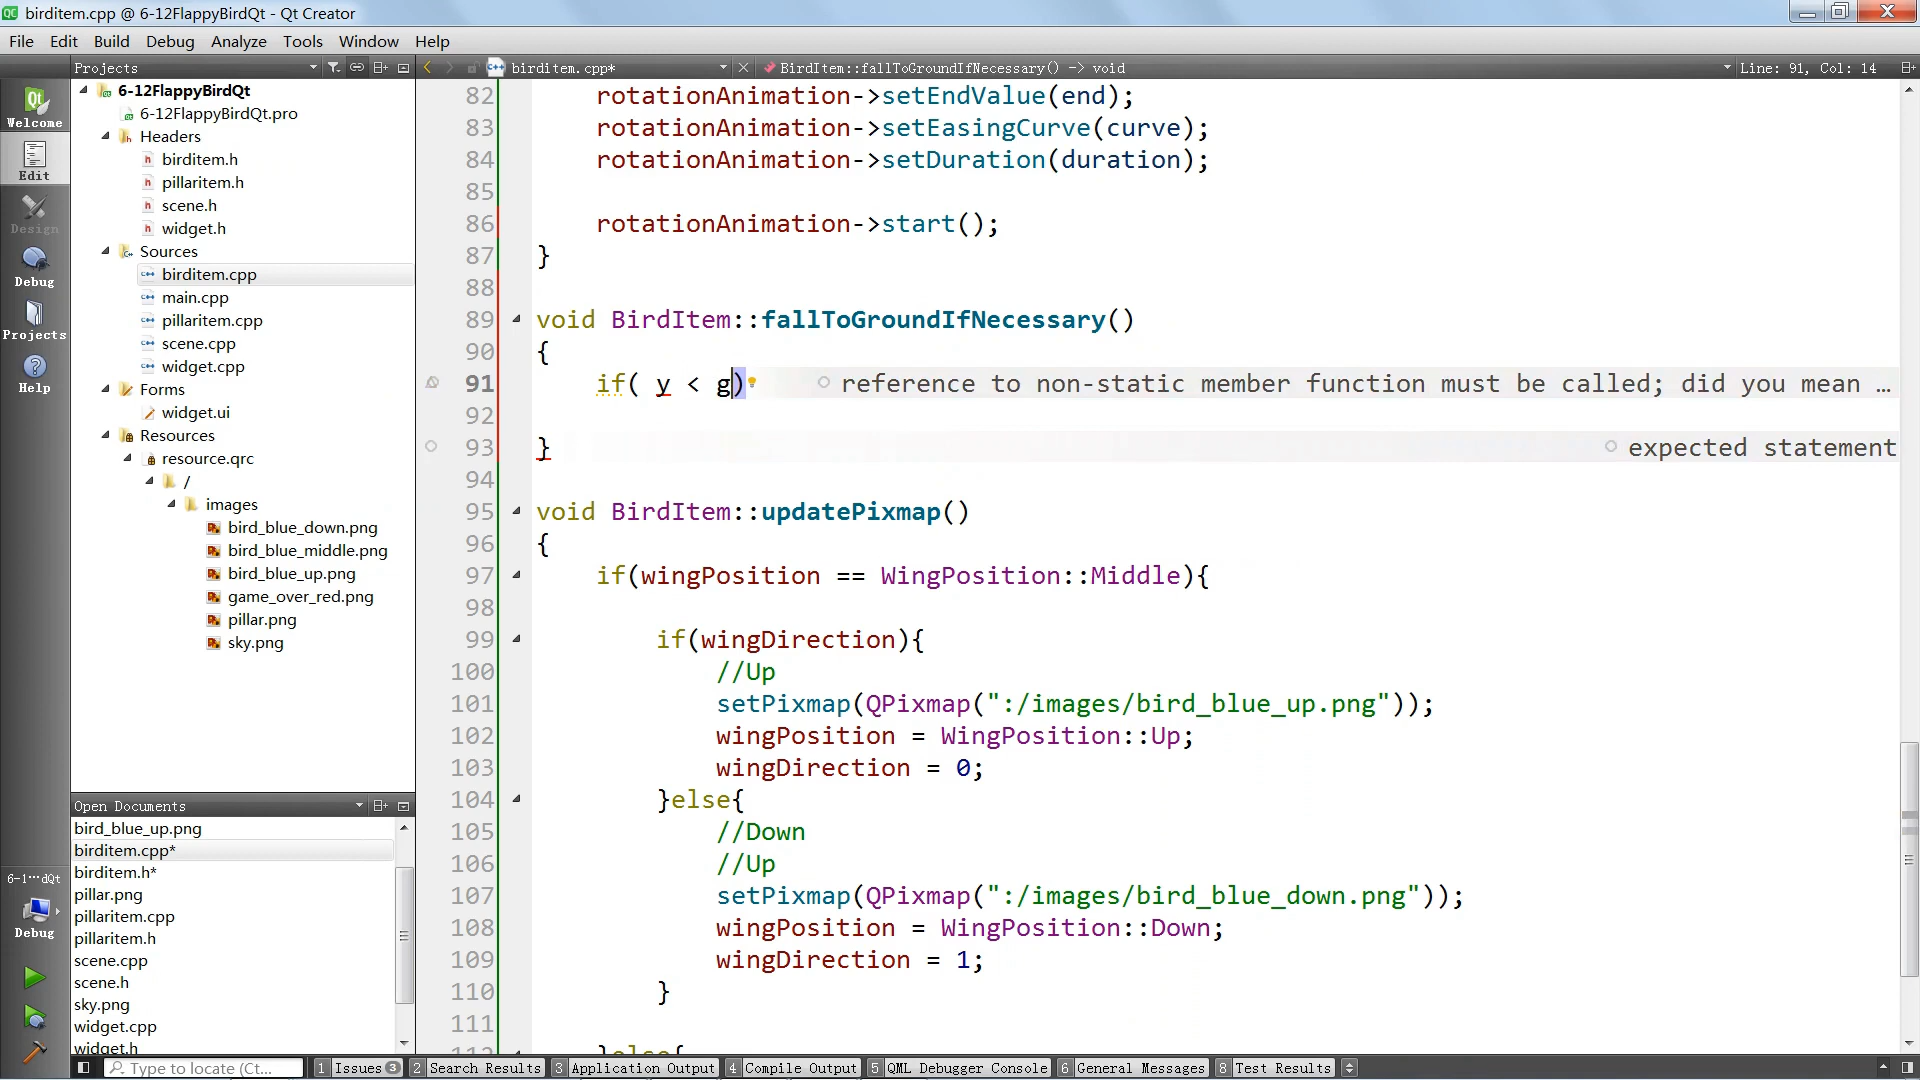 birditem.cpp @ 6-12FlappyBirdQt - Qt Creator
File Edit Build Debug Analyze Tools Window Help
Projects
birditem.cpp*
BirdItem::fallToGroundIfNecessary() -> void
Line: 91, Col: 14
Welcome
Edit
Design
Debug
Projects
Help
6-12FlappyBirdQt
6-12FlappyBirdQt.pro
Headers
birditem.h
pillaritem.h
scene.h
widget.h
Sources
birditem.cpp
main.cpp
pillaritem.cpp
scene.cpp
widget.cpp
Forms
widget.ui
Resources
resource.qrc
/
images
bird_blue_down.png
bird_blue_middle.png
bird_blue_up.png
game_over_red.png
pillar.png
sky.png
Open Documents
bird_blue_up.png
birditem.cpp*
birditem.h*
pillar.png
pillaritem.cpp
pillaritem.h
scene.cpp
scene.h
sky.png
widget.cpp
widget.h
6-1···dQt
Debug
82 rotationAnimation->setEndValue(end);
83 rotationAnimation->setEasingCurve(curve);
84 rotationAnimation->setDuration(duration);
85
86 rotationAnimation->start();
87 }
88
89 void BirdItem::fallToGroundIfNecessary()
90 {
91 if( y < g) reference to non-static member function must be called; did you mean …
92
93 } expected statement
94
95 void BirdItem::updatePixmap()
96 {
97 if(wingPosition == WingPosition::Middle){
98
99 if(wingDirection){
100 //Up
101 setPixmap(QPixmap(":/images/bird_blue_up.png"));
102 wingPosition = WingPosition::Up;
103 wingDirection = 0;
104 }else{
105 //Down
106 //Up
107 setPixmap(QPixmap(":/images/bird_blue_down.png"));
108 wingPosition = WingPosition::Down;
109 wingDirection = 1;
110 }
111
112 }else{
Type to locate (Ct...
1 Issues 3
2 Search Results
3 Application Output
4 Compile Output
5 QML Debugger Console
6 General Messages
8 Test Results